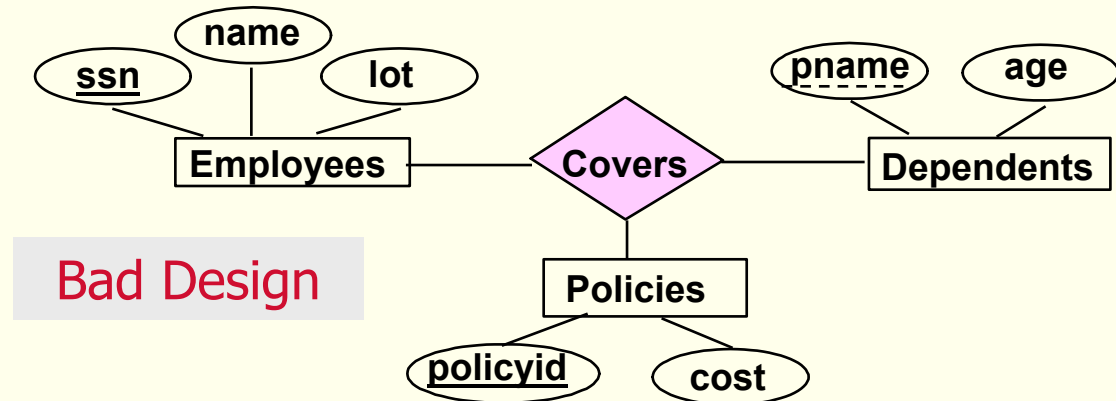 name
ssn
lot
pname
age
Employees
Covers
Dependents
Bad Design
Policies
policyid
cost